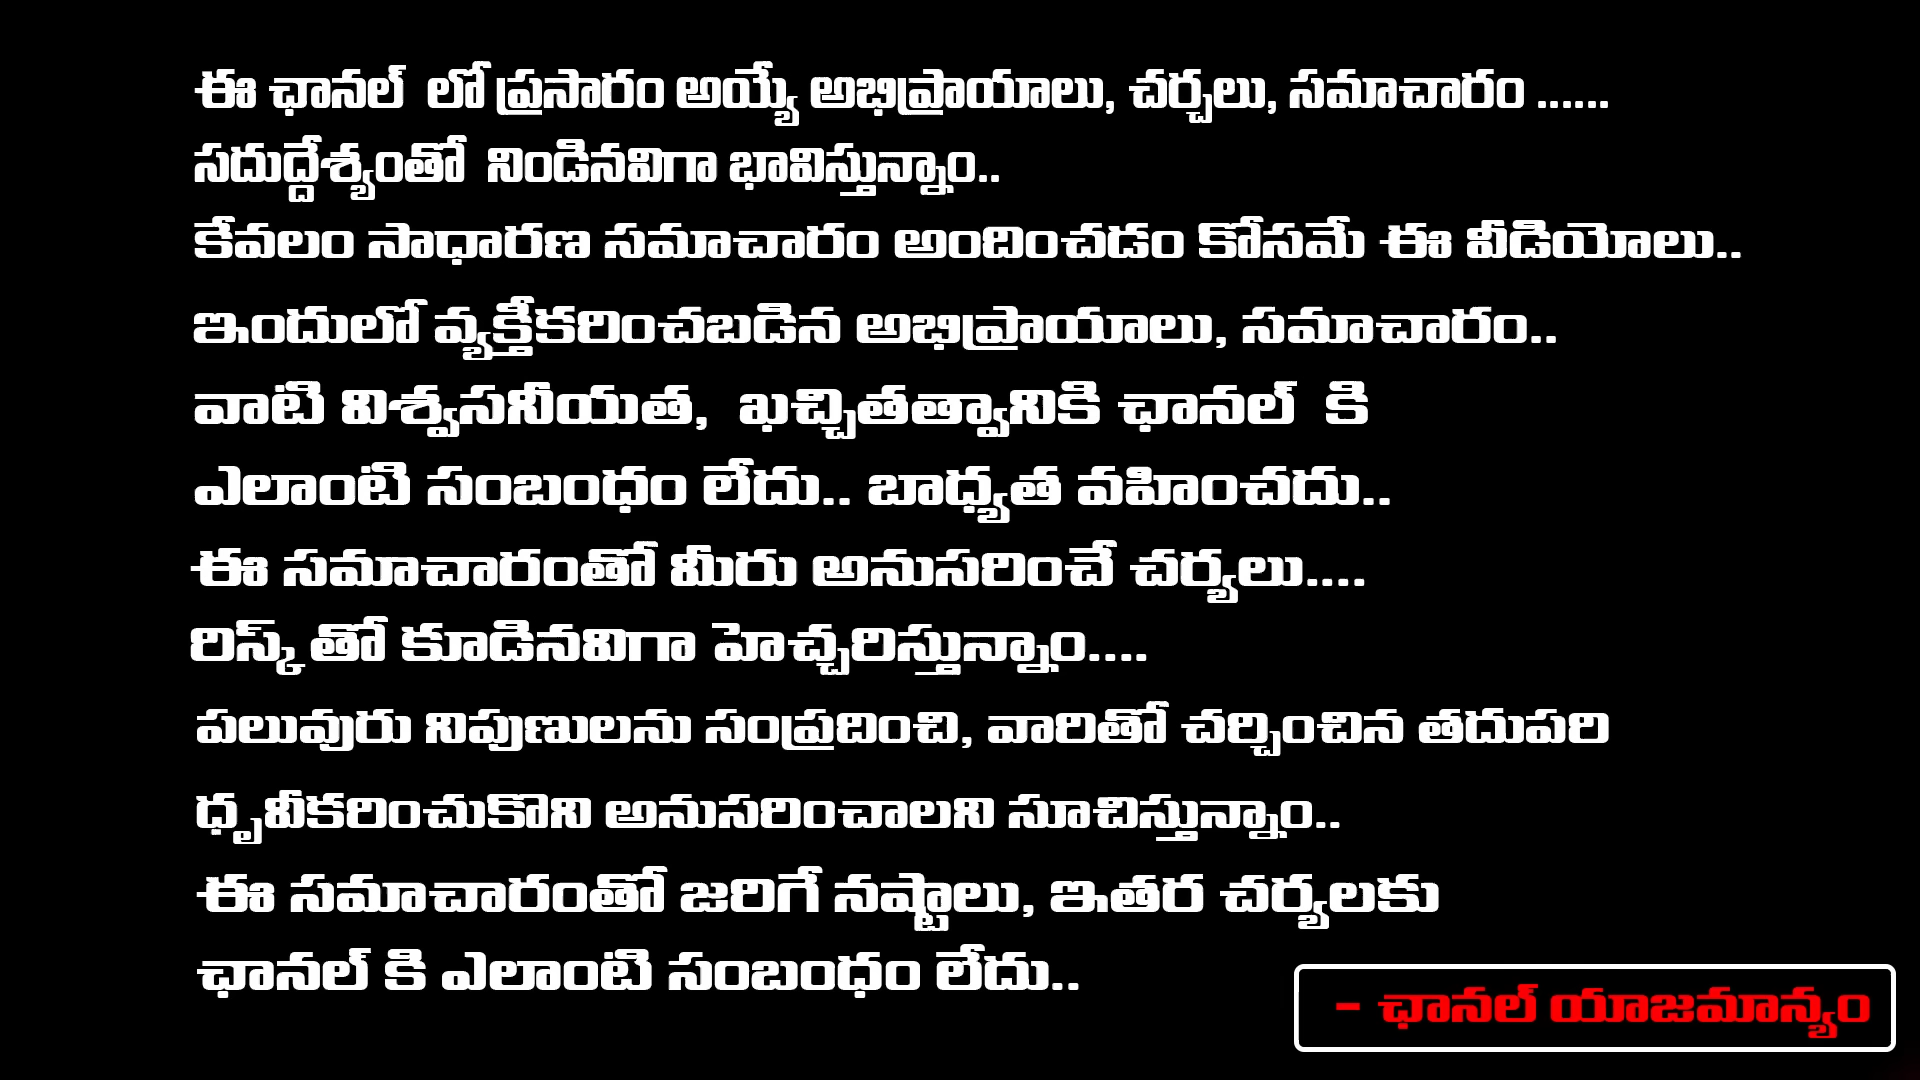 ఈ ఛానల్ లో ప్రసారం అయ్యే అభిప్రాయాలు, చర్చలు, సమాచారం ......
సదుద్దేశ్యంతో నిండినవిగా భావిస్తున్నాం..
కేవలం సాధారణ సమాచారం అందించడం కోసమే ఈ వీడియోలు..
ఇందులో వ్యక్తీకరించబడిన అభిప్రాయాలు, సమాచారం..
వాటి విశ్వసనీయత, ఖచ్చితత్వానికి ఛానల్ కి
ఎలాంటి సంబంధం లేదు.. బాధ్యత వహించదు..
ఈ సమాచారంతో మీరు అనుసరించే చర్యలు....
రిస్క్ తో కూడినవిగా హెచ్చరిస్తున్నాం....
పలువురు నిపుణులను సంప్రదించి, వారితో చర్చించిన తదుపరి
ధృవీకరించుకొని అనుసరించాలని సూచిస్తున్నాం..
ఈ సమాచారంతో జరిగే నష్టాలు, ఇతర చర్యలకు
ఛానల్ కి ఎలాంటి సంబంధం లేదు..
- ఛానల్ యాజమాన్యం